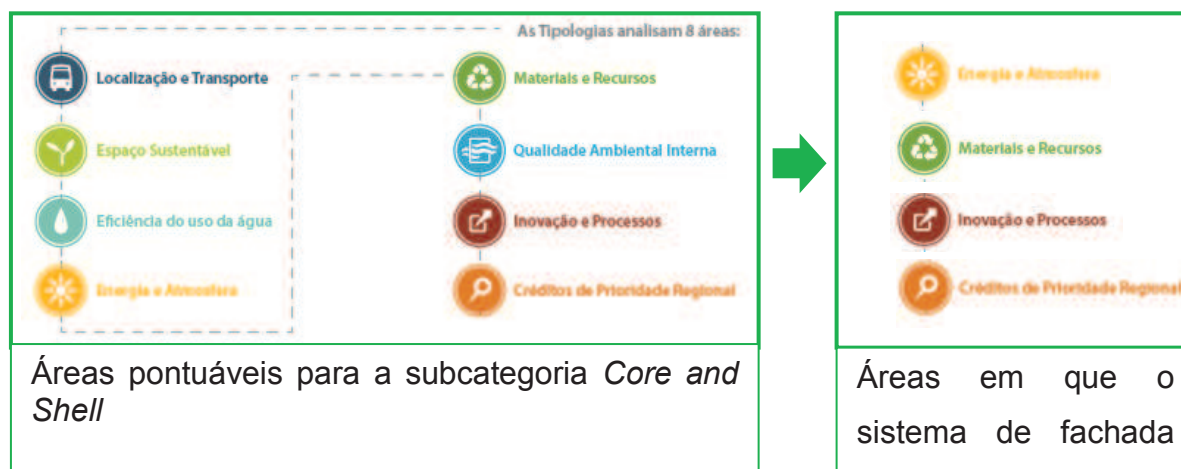 As Tipologias analisam 8 áreas:
Localização e Transporte
Espaço Sustentável
Eficiência do uso da água
Energia e Atmosfera
Materiais e Recursos
Qualidade Ambiental Interna
Inovação e Processos
Créditos de Prioridade Regional
Áreas pontuáveis para a subcategoria Core and
Shell
Energia e Atmosfera
Materiais e Recursos
Inovação e Processos
Créditos de Prioridade Regional
Áreas em que o
sistema de fachada